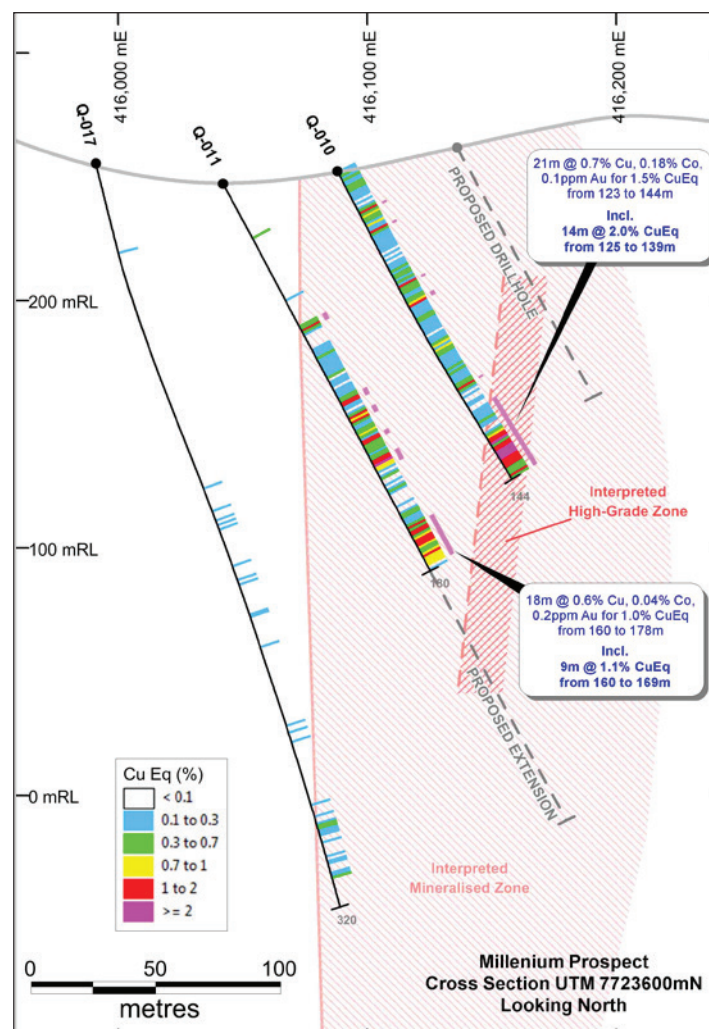 416,000 mE
416,100 mE
416,200 mE
Q-017
Q-011
Q-010
21m @ 0.7% Cu, 0.18% Co,
0.1ppm Au for 1.5% CuEq
from 123 to 144m
Incl.
14m @ 2.0% CuEq
from 125 to 139m
PROPOSED DRILLHOLE
200 mRL
144
Interpreted
High-Grade Zone
100 mRL
180
18m @ 0.6% Cu, 0.04% Co,
0.2ppm Au for 1.0% CuEq
from 160 to 178m
Incl.
9m @ 1.1% CuEq
from 160 to 169m
PROPOSED EXTENSION
0 mRL
Cu Eq (%)
< 0.1
0.1 to 0.3
0.3 to 0.7
0.7 to 1
1 to 2
>= 2
Interpreted
Mineralised Zone
320
0 50 100
metres
Millenium Prospect
Cross Section UTM 7723600mN
Looking North